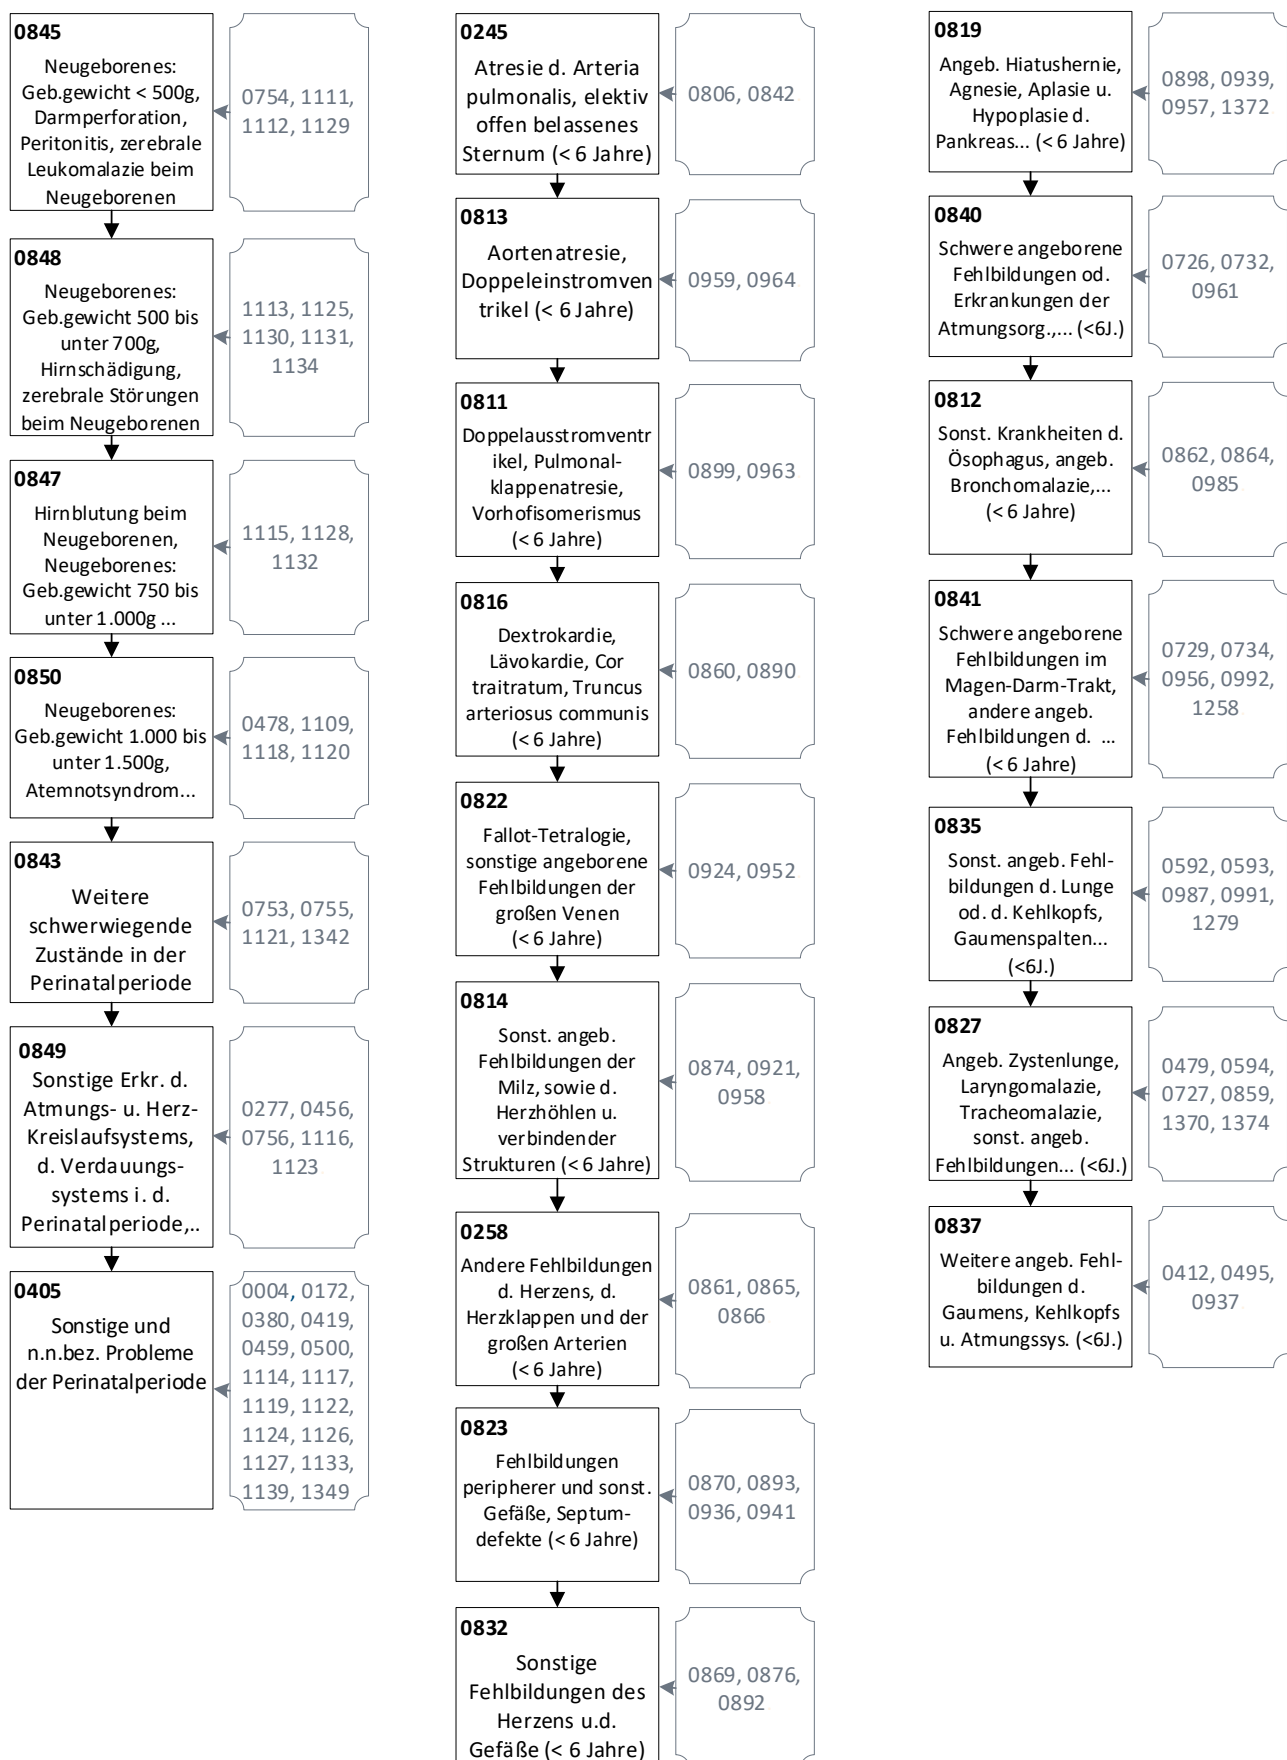 0845
Neugeborenes:
Geb.gewicht < 500g,
Darmperforation,
Peritonitis, zerebrale
Leukomalazie beim
Neugeborenen
0754, 1111,
1112, 1129
0848
Neugeborenes:
Geb.gewicht 500 bis
unter 700g,
Hirnschädigung,
zerebrale Störungen
beim Neugeborenen
1113, 1125,
1130, 1131,
1134
0847
Hirnblutung beim
Neugeborenen,
Neugeborenes:
Geb.gewicht 750 bis
unter 1.000g ...
1115, 1128,
1132
0850
Neugeborenes:
Geb.gewicht 1.000 bis
unter 1.500g,
Atemnotsyndrom...
0478, 1109,
1118, 1120
0843
Weitere
schwerwiegende
Zustände in der
Perinatalperiode
0753, 0755,
1121, 1342
0849
Sonstige Erkr. d.
Atmungs- u. Herz-
Kreislaufsystems,
d. Verdauungs-
systems i. d.
Perinatalperiode,..
0277, 0456,
0756, 1116,
1123
0405
Sonstige und
n.n.bez. Probleme
der Perinatalperiode
0004, 0172,
0380, 0419,
0459, 0500,
1114, 1117,
1119, 1122,
1124, 1126,
1127, 1133,
1139, 1349
0245
Atresie d. Arteria
pulmonalis, elektiv
offen belassenes
Sternum (< 6 Jahre)
0806, 0842
0813
Aortenatresie,
Doppeleinstromven
trikel (< 6 Jahre)
0959, 0964
0811
Doppelausstromventr
ikel, Pulmonal-
klappenatresie,
Vorhofisomerismus
(< 6 Jahre)
0899, 0963
0816
Dextrokardie,
Lävokardie, Cor
traitratum, Truncus
arteriosus communis
(< 6 Jahre)
0860, 0890
0822
Fallot-Tetralogie,
sonstige angeborene
Fehlbildungen der
großen Venen
(< 6 Jahre)
0924, 0952
0814
Sonst. angeb.
Fehlbildungen der
Milz, sowie d.
Herzhöhlen u.
verbindender
Strukturen (< 6 Jahre)
0874, 0921,
0958
0258
Andere Fehlbildungen
d. Herzens, d.
Herzklappen und der
großen Arterien
(< 6 Jahre)
0861, 0865,
0866
0823
Fehlbildungen
peripherer und sonst.
Gefäße, Septum-
defekte (< 6 Jahre)
0870, 0893,
0936, 0941
0832
Sonstige
Fehlbildungen des
Herzens u.d.
Gefäße (< 6 Jahre)
0869, 0876,
0892
0819
Angeb. Hiatushernie,
Agnesie, Aplasie u.
Hypoplasie d.
Pankreas... (< 6 Jahre)
0898, 0939,
0957, 1372
0840
Schwere angeborene
Fehlbildungen od.
Erkrankungen der
Atmungsorg.,... (<6J.)
0726, 0732,
0961
0812
Sonst. Krankheiten d.
Ösophagus, angeb.
Bronchomalazie,...
(< 6 Jahre)
0862, 0864,
0985
0841
Schwere angeborene
Fehlbildungen im
Magen-Darm-Trakt,
andere angeb.
Fehlbildungen d. ...
(< 6 Jahre)
0729, 0734,
0956, 0992,
1258
0835
Sonst. angeb. Fehl-
bildungen d. Lunge
od. d. Kehlkopfs,
Gaumenspalten...
(<6J.)
0592, 0593,
0987, 0991,
1279
0827
Angeb. Zystenlunge,
Laryngomalazie,
Tracheomalazie,
sonst. angeb.
Fehlbildungen... (<6J.)
0479, 0594,
0727, 0859,
1370, 1374
0837
Weitere angeb. Fehl-
bildungen d.
Gaumens, Kehlkopfs
u. Atmungssys. (<6J.)
0412, 0495,
0937